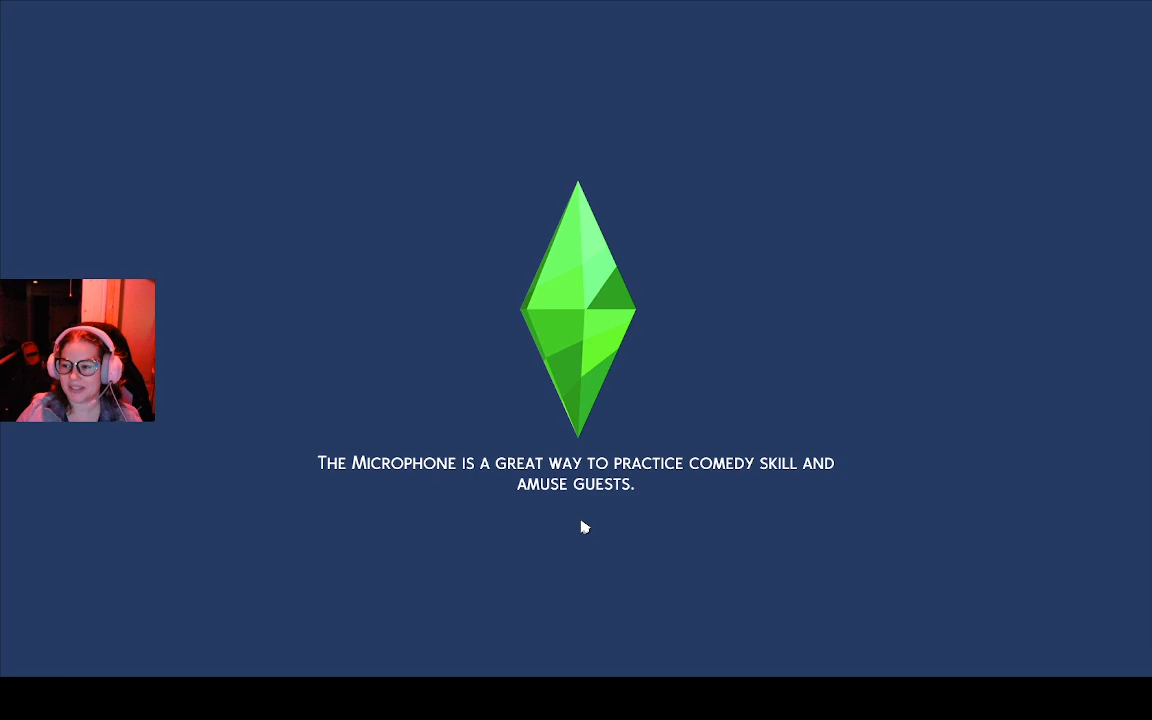 The Microphone is a great way to practice comedy skill and
amuse guests.